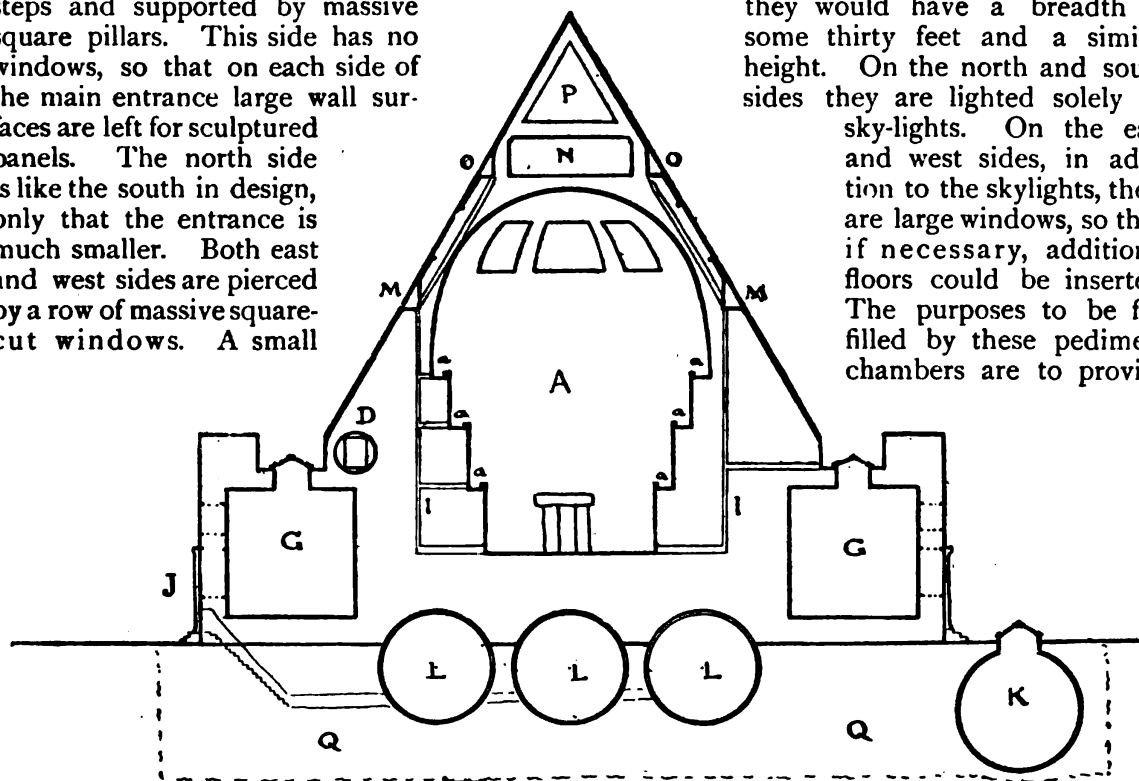 steps and supported by massive
square pillars. This side has no
windows, so that on each side of
the main entrance large wall sur-
faces are left for sculptured
panels. The north side
is like the south in design,
only that the entrance is
much smaller. Both east
and west sides are pierced
by a row of massive square-
cut windows. A small
they would have a breadth
some thirty feet and a simi
height. On the north and sou
sides they are lighted solely
sky-lights. On the ea
and west sides, in ad
tion to the skylights, the
are large windows, so th
if necessary, addition
floors could be inserte
The purposes to be f
filled by these pedime
chambers are to provi
P
O N O
M M
A
a a
D a a
a a
I I
G G
J
L L L
K
Q Q